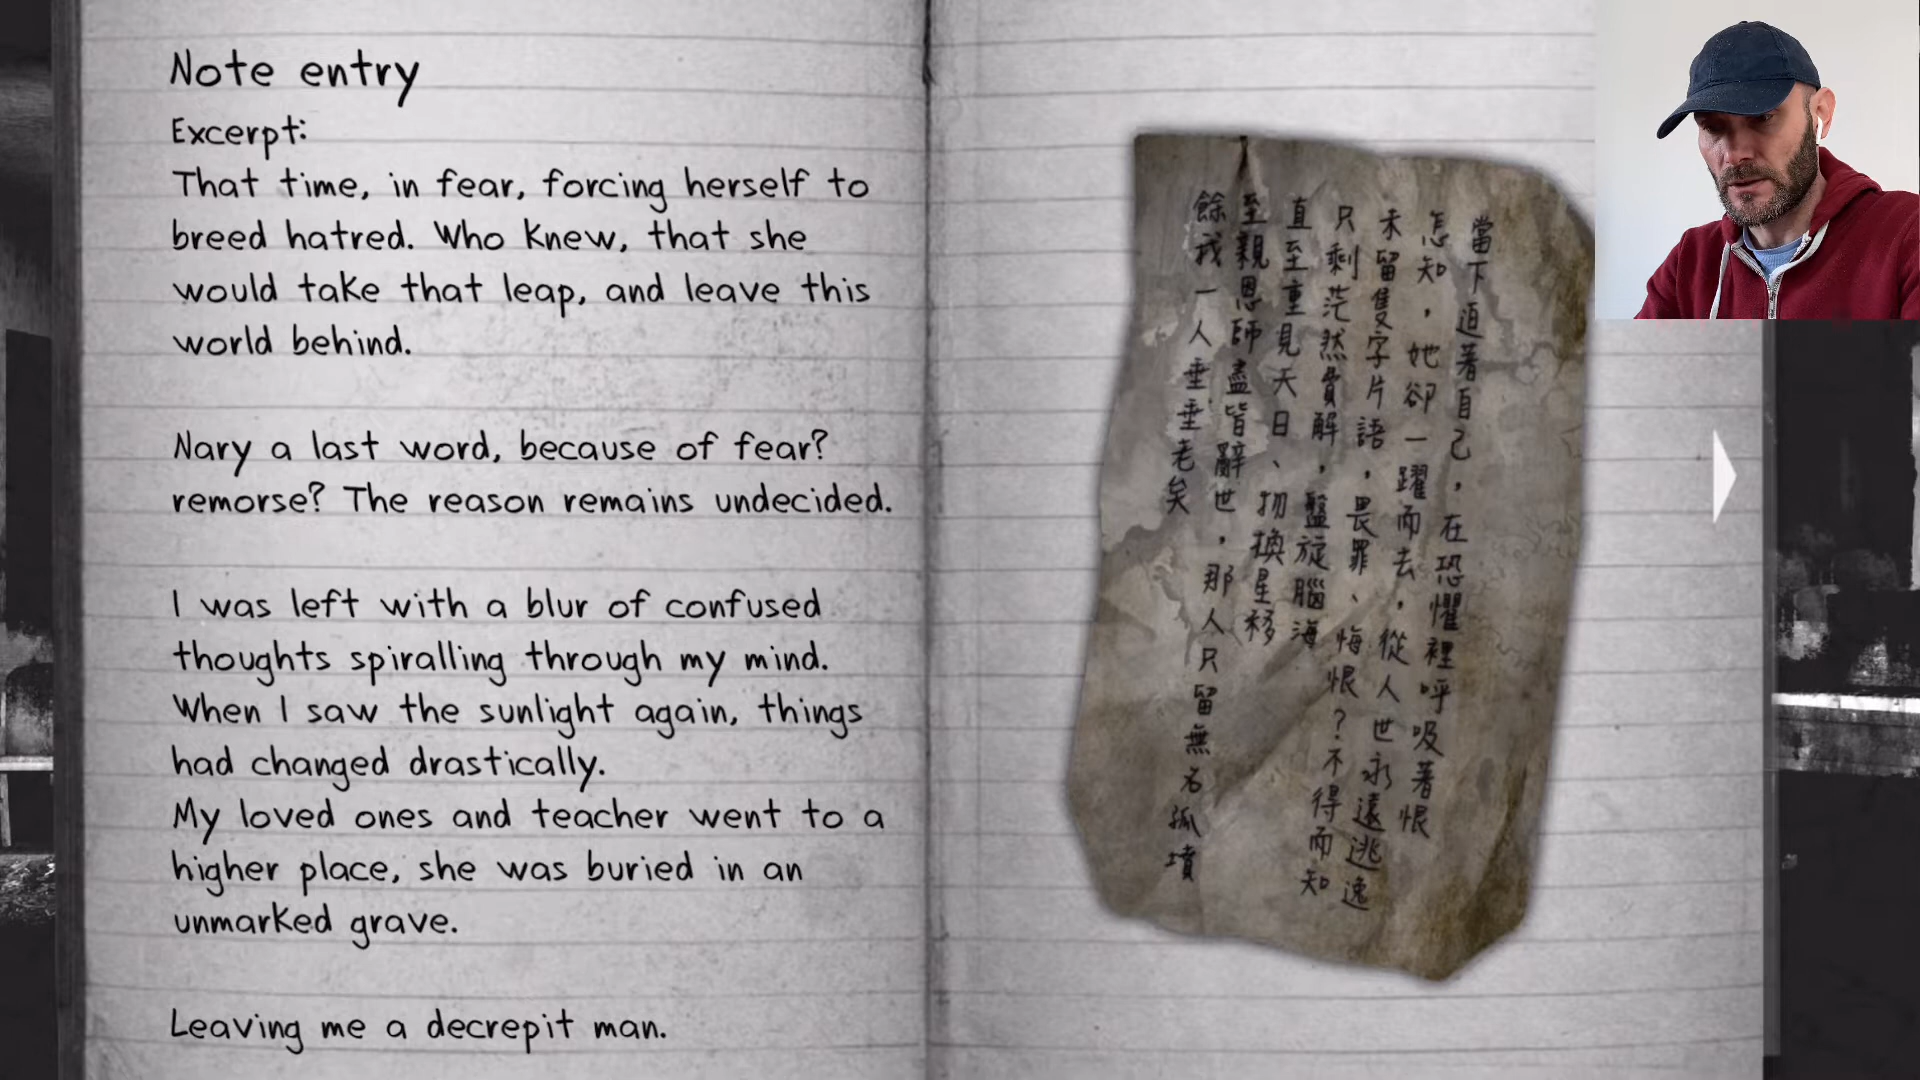 Note entry
Excerpt:
That time, in fear, forcing herself to
breed hatred. Who knew, that she
would take that leap, and leave this
world behind.
Nary a last word, because of fear?
remorse? The reason remains undecided.
I was left with a blur of confused
thoughts spiralling through my mind.
When I saw the sunlight again, things
had changed drastically.
My loved ones and teacher went to a
higher place, she was buried in an
unmarked grave.
Leaving me a decrepit man.
當下迫著自己，在恐懼裡呼吸著恨
怎知，她卻一躍而去，從人世永遠逃逸
未留隻字片語，畏罪、悔恨？不得而知
只剩茫然費解，盤旋腦海
直至重見天日、物換星移
至親恩師盡皆辭世，那人只留無名孤墳
餘我一人垂垂老矣